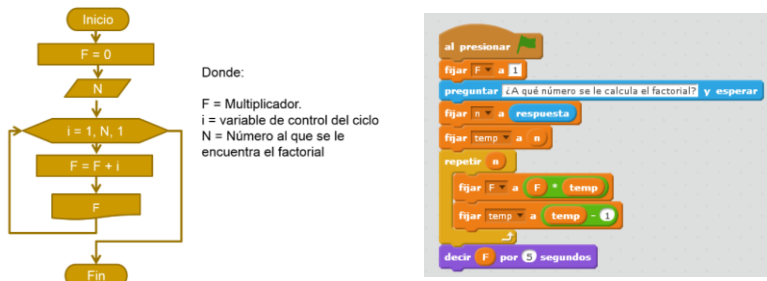 Inicio
F = 0
N
i = 1, N, 1
F = F + i
F
Fin
Donde:
F = Multiplicador.
i = variable de control del ciclo
N = Número al que se le
encuentra el factorial
al presionar
fijar F a 1
preguntar ¿A qué número se le calcula el factorial? y esperar
fijar n a respuesta
fijar temp a n
repetir n
fijar F a F * temp
fijar temp a temp - 1
decir F por 5 segundos